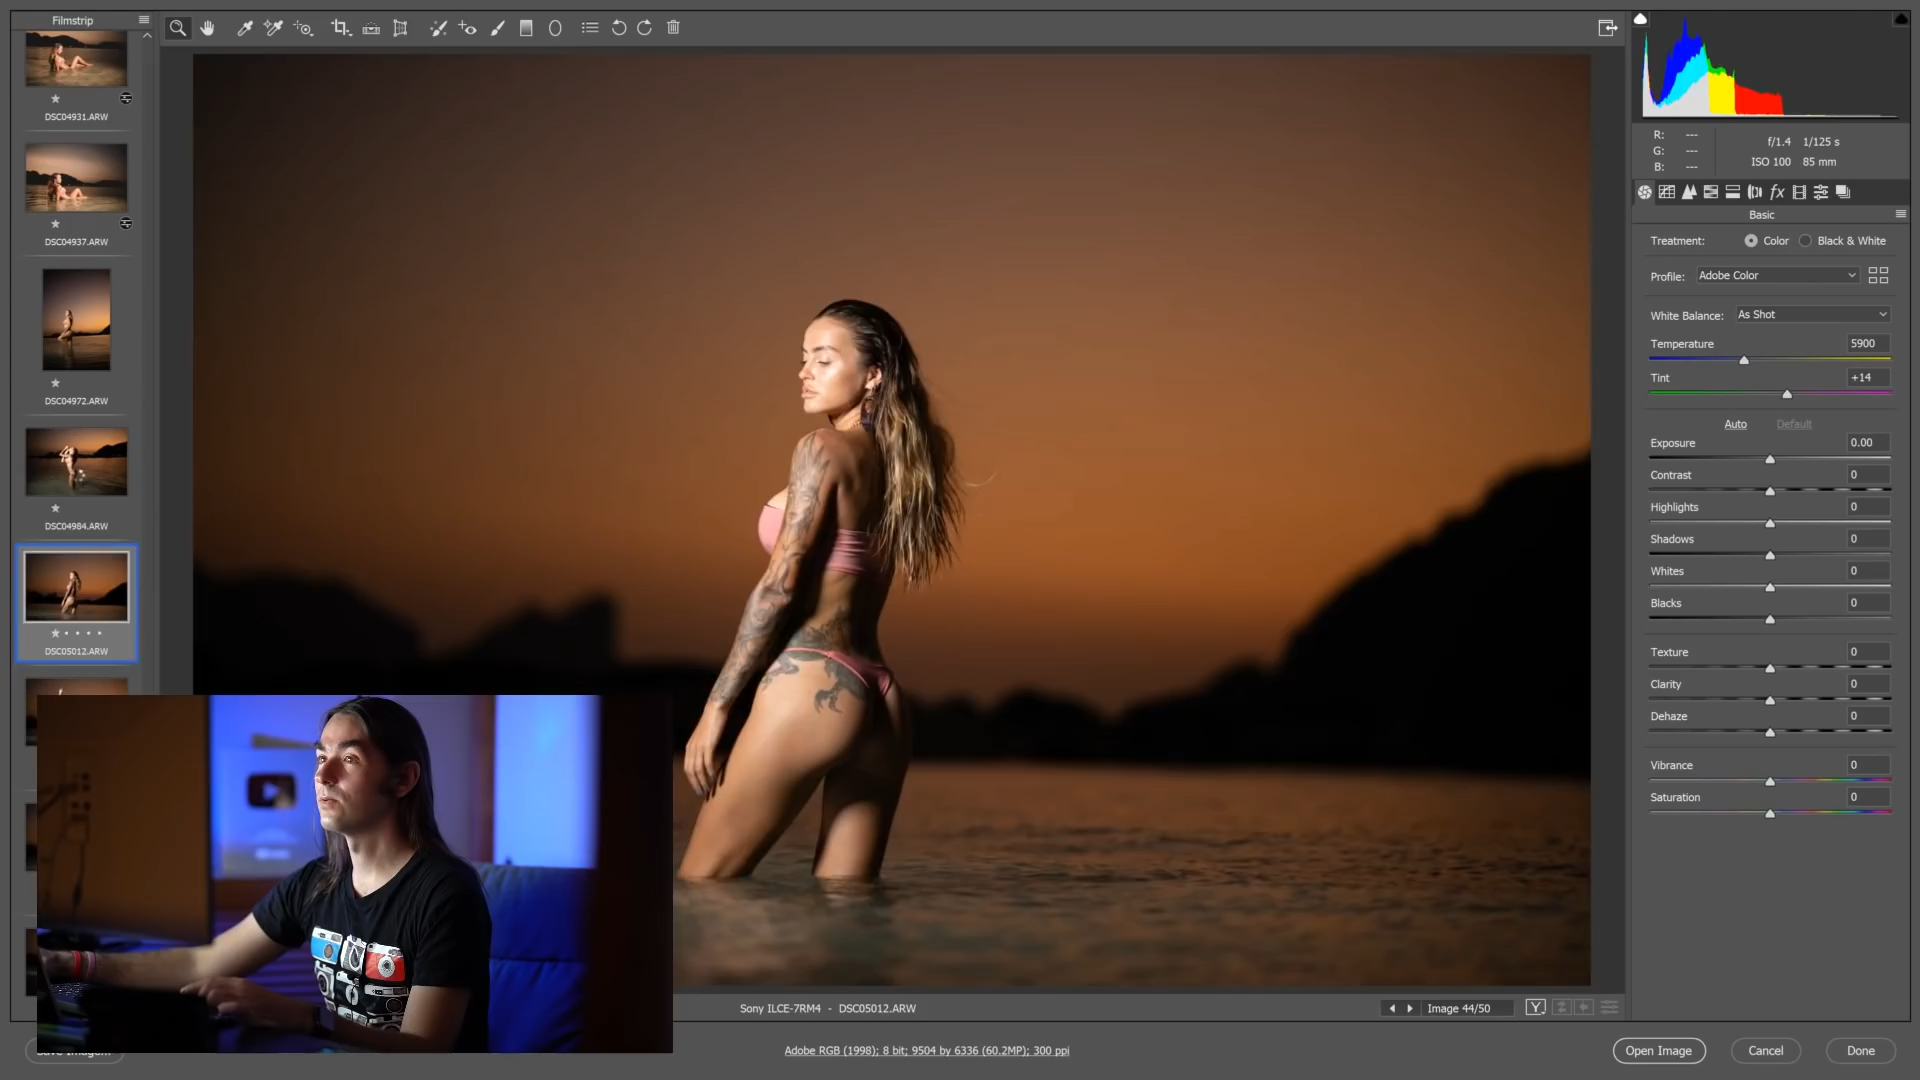 Filmstrip
DSC04931.ARW
DSC04937.ARW
DSC04972.ARW
DSC04984.ARW
DSC05012.ARW
Sony ILCE-7RM4 - DSC05012.ARW
Image 44/50
Y
Adobe RGB (1998); 8 bit; 9504 by 6336 (60.2MP); 300 ppi
Open Image
Cancel
Done
R: ---
G: ---
B: ---
f/1.4 1/125 s
ISO 100 85 mm
fx
Basic
Treatment: Color Black & White
Profile: Adobe Color
White Balance: As Shot
Temperature 5900
Tint +14
Auto Default
Exposure 0.00
Contrast 0
Highlights 0
Shadows 0
Whites 0
Blacks 0
Texture 0
Clarity 0
Dehaze 0
Vibrance 0
Saturation 0